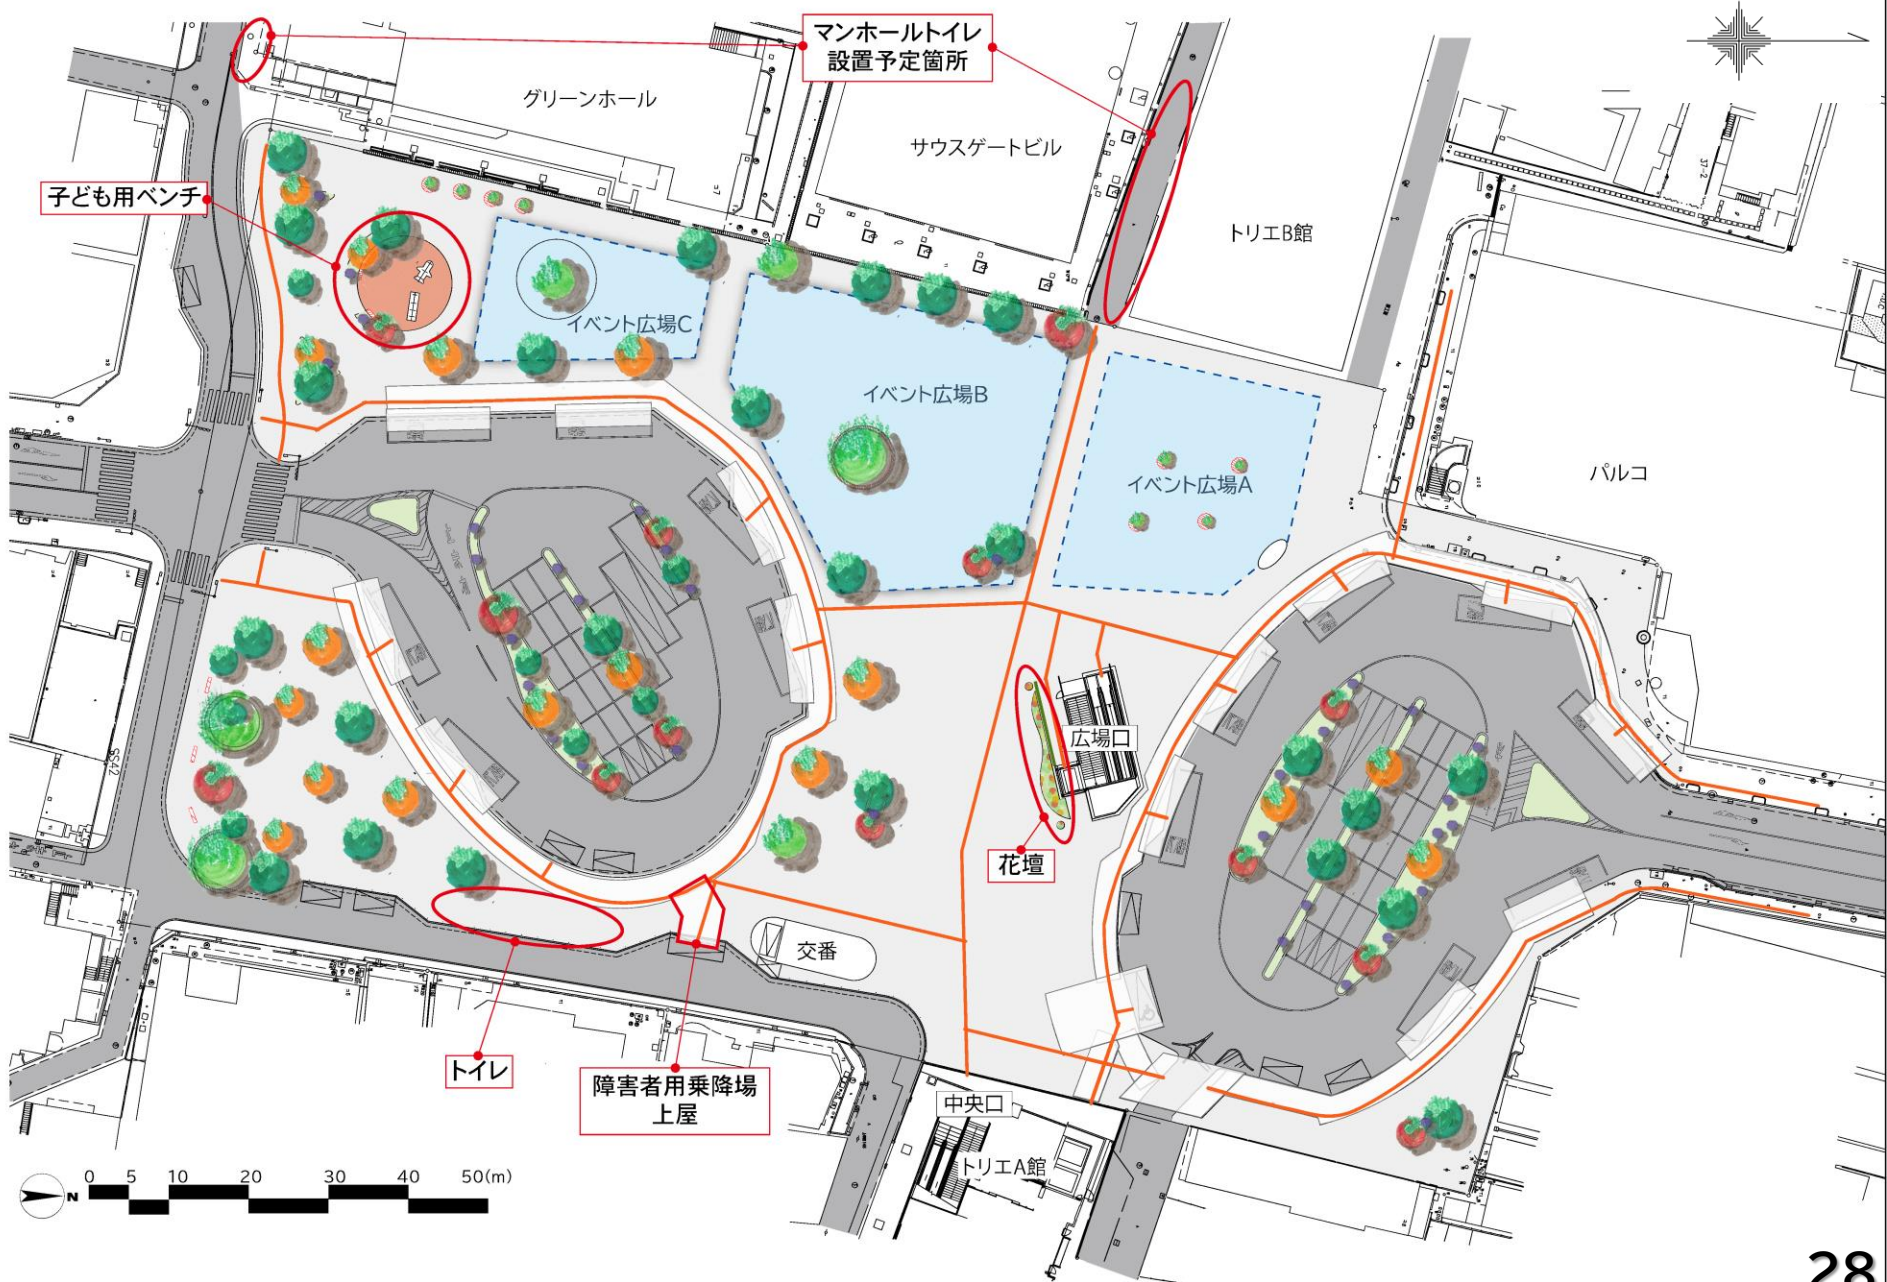 マンホールトイレ
設置予定箇所
グリーンホール
サウスゲートビル
37-2
子ども用ベンチ
トリエB館
イベント広場C
イベント広場B
イベント広場A
パルコ
SS42
広場口
花壇
交番
トイレ
障害者用乗降場
上屋
中央口
トリエA館
N
0 5 10 20 30 40 50(m)
28